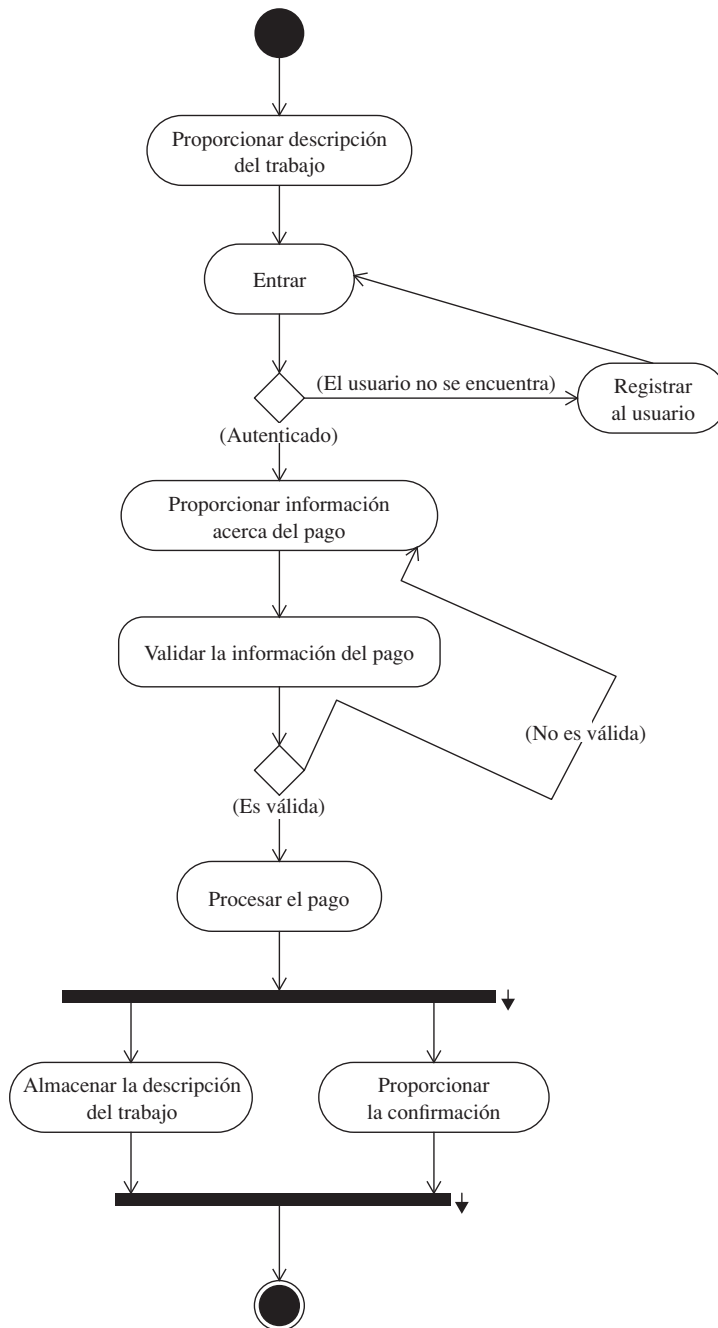 Proporcionar descripción
del trabajo
Entrar
(El usuario no se encuentra)
Registrar
al usuario
(Autenticado)
Proporcionar información
acerca del pago
Validar la información del pago
(No es válida)
(Es válida)
Procesar el pago
Almacenar la descripción
del trabajo
Proporcionar
la confirmación